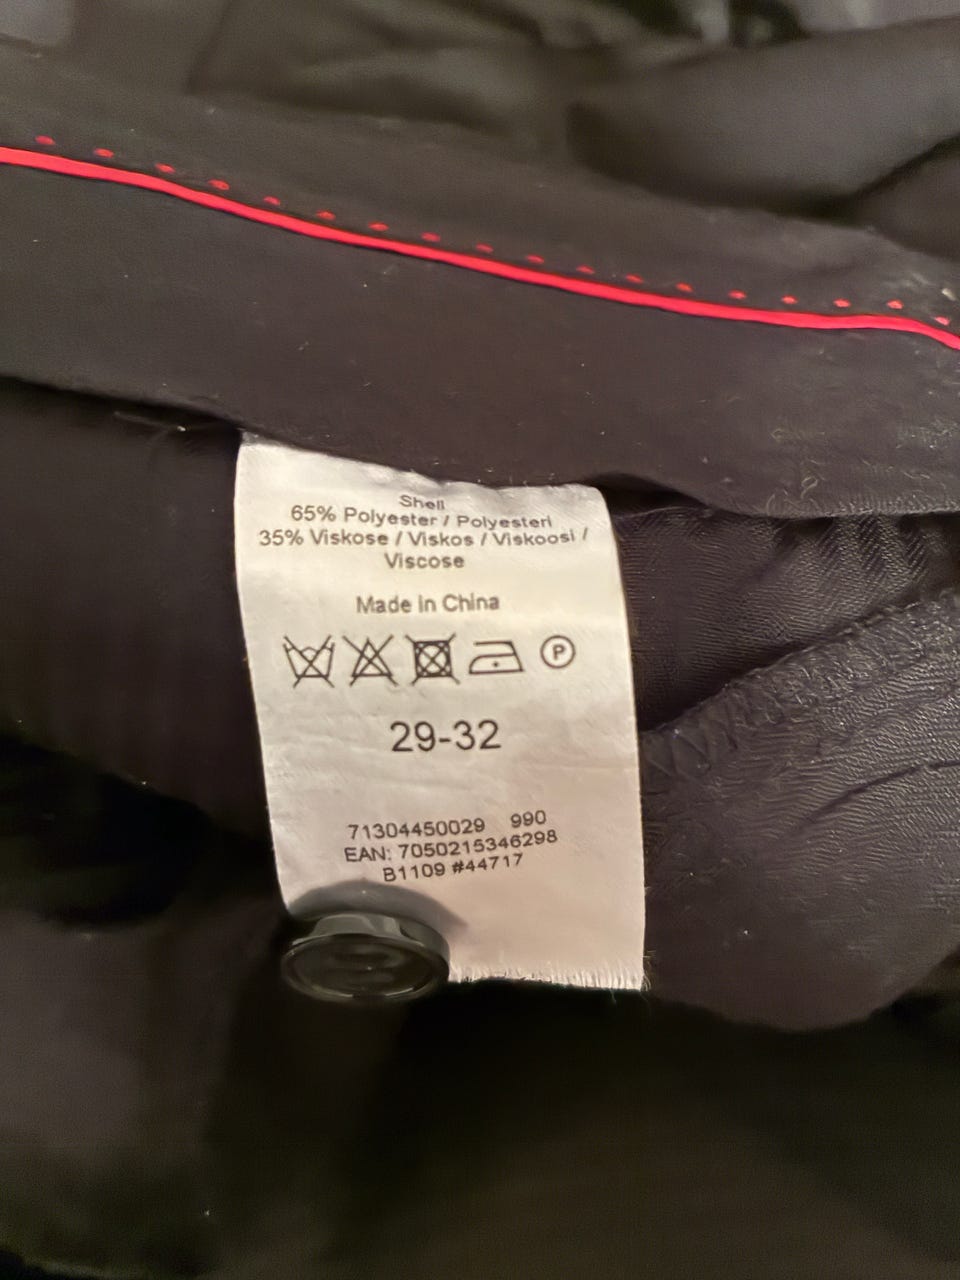 Shell
65% Polyester / Polyesteri
35% Viskose / Viskos / Viskoosi /
Viscose
Made in China
P
29-32
71304450029 990
EAN: 7050215346298
B1109 #44717